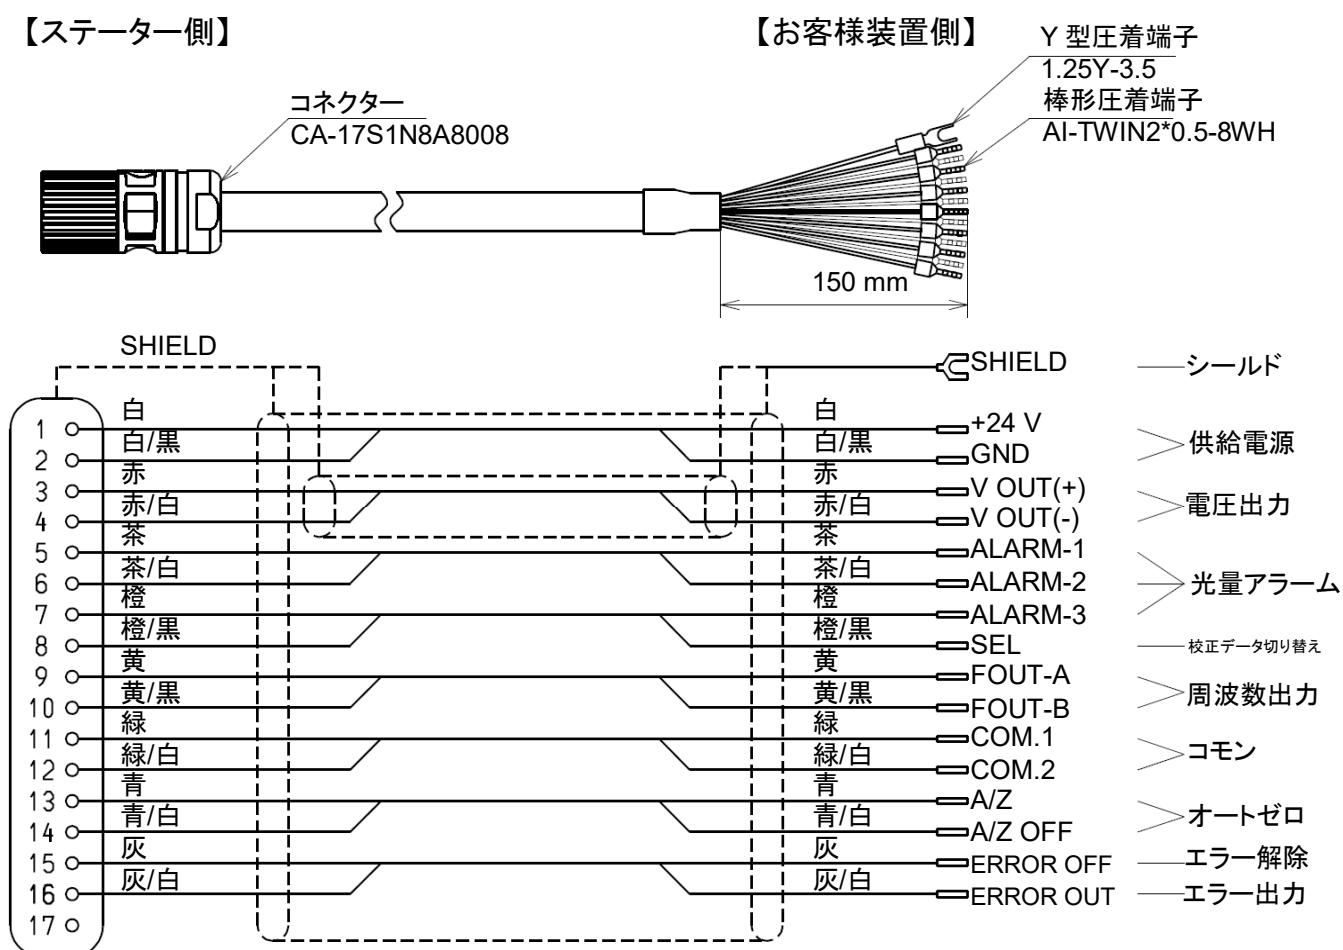 【ステーター側】
【お客様装置側】
Y 型圧着端子
1.25Y-3.5
棒形圧着端子
AI-TWIN2*0.5-8WH
コネクター
CA-17S1N8A8008
150 mm
SHIELD
SHIELD シールド
1 白 白 +24 V
供給電源
2 白/黒 白/黒 GND
3 赤 赤 V OUT(+)
電圧出力
4 赤/白 赤/白 V OUT(-)
5 茶 茶 ALARM-1
6 茶/白 茶/白 ALARM-2 光量アラーム
7 橙 橙 ALARM-3
8 橙/黒 橙/黒 SEL 校正データ切り替え
9 黄 黄 FOUT-A
周波数出力
10 黄/黒 黄/黒 FOUT-B
11 緑 緑 COM.1
コモン
12 緑/白 緑/白 COM.2
13 青 青 A/Z
オートゼロ
14 青/白 青/白 A/Z OFF
15 灰 灰 ERROR OFF エラー解除
16 灰/白 灰/白 ERROR OUT エラー出力
17